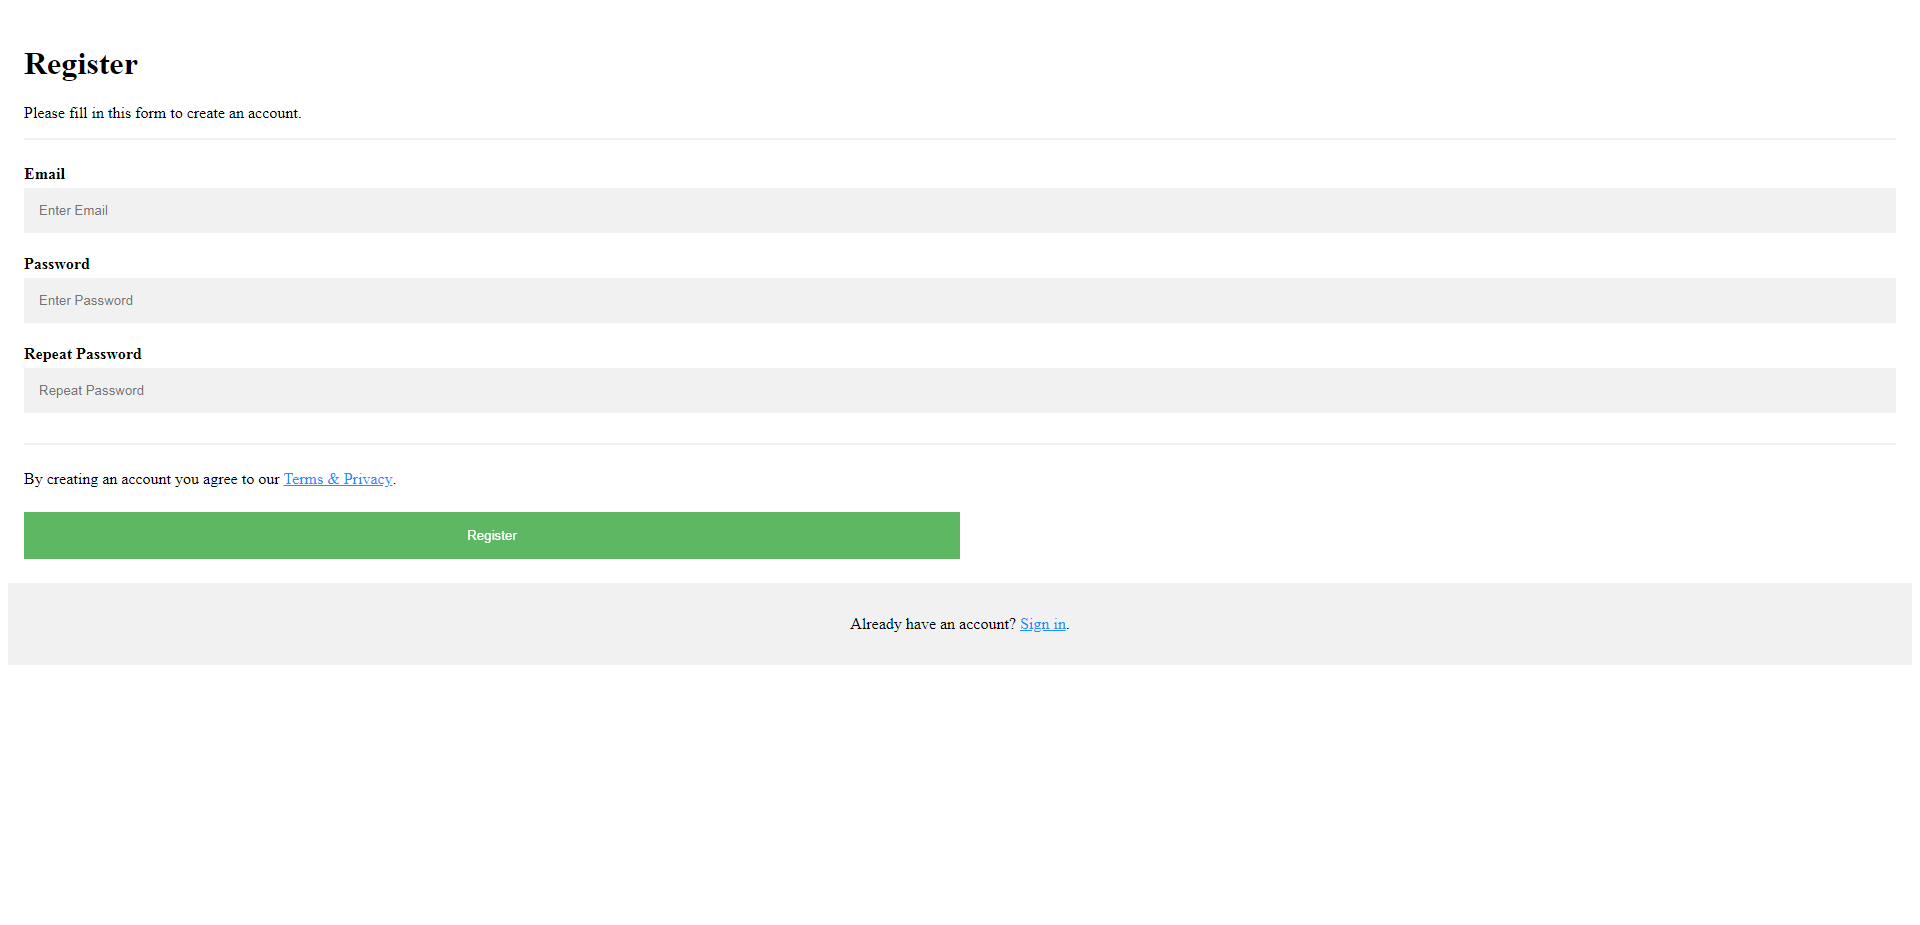 Register
Please fill in this form to create an account.
Email
Enter Email
Password
Enter Password
Repeat Password
Repeat Password
By creating an account you agree to our Terms & Privacy.
Register
Already have an account? Sign in.